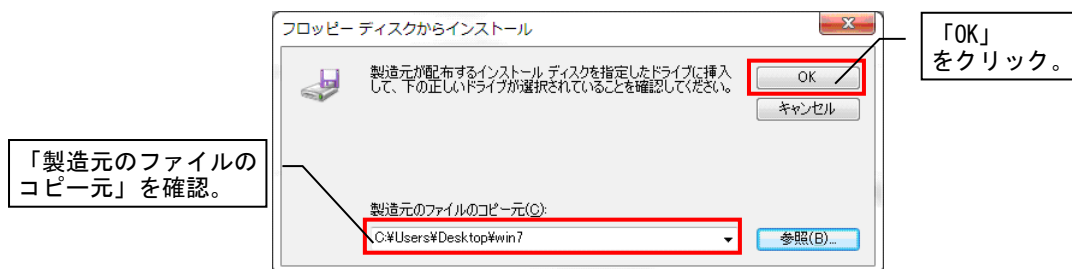 フロッピー ディスクからインストール
「OK」
をクリック。
製造元が配布するインストール ディスクを指定したドライブに挿入
して、下の正しいドライブが選択されていることを確認してください。
OK
キャンセル
「製造元のファイルの
コピー元」を確認。
製造元のファイルのコピー元(C):
C:¥Users¥Desktop¥win7
参照(B)...